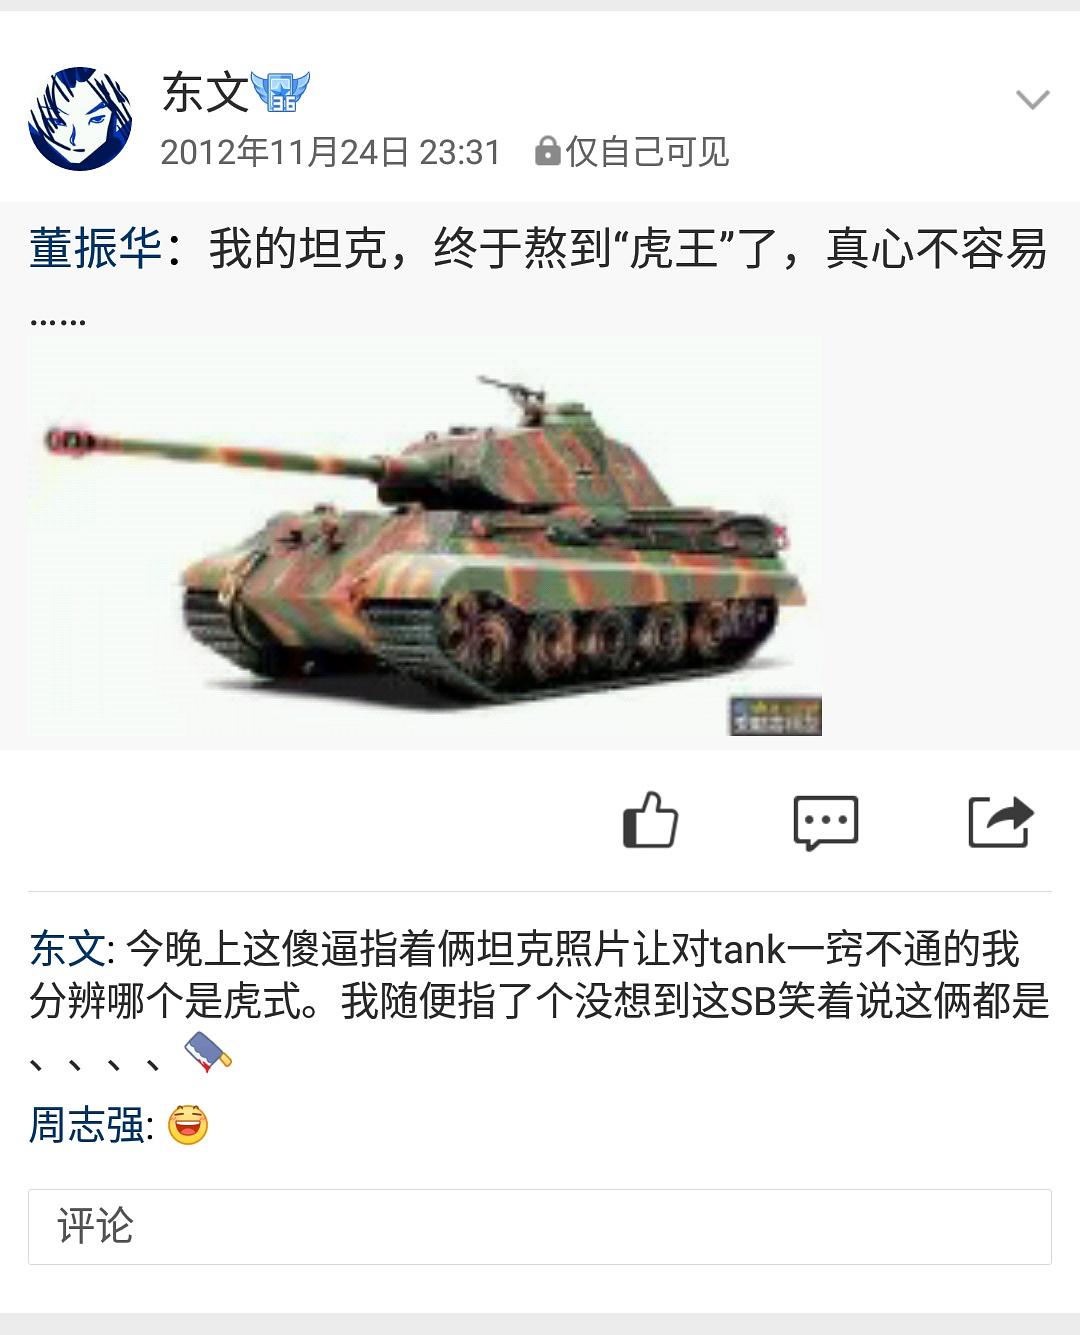 东文
36
2012年11月24日 23:31 仅自己可见
董振华：我的坦克，终于熬到“虎王”了，真心不容易
……
东文: 今晚上这傻逼指着俩坦克照片让对tank一窍不通的我
分辨哪个是虎式。我随便指了个没想到这SB笑着说这俩都是
、、、、
周志强:
评论